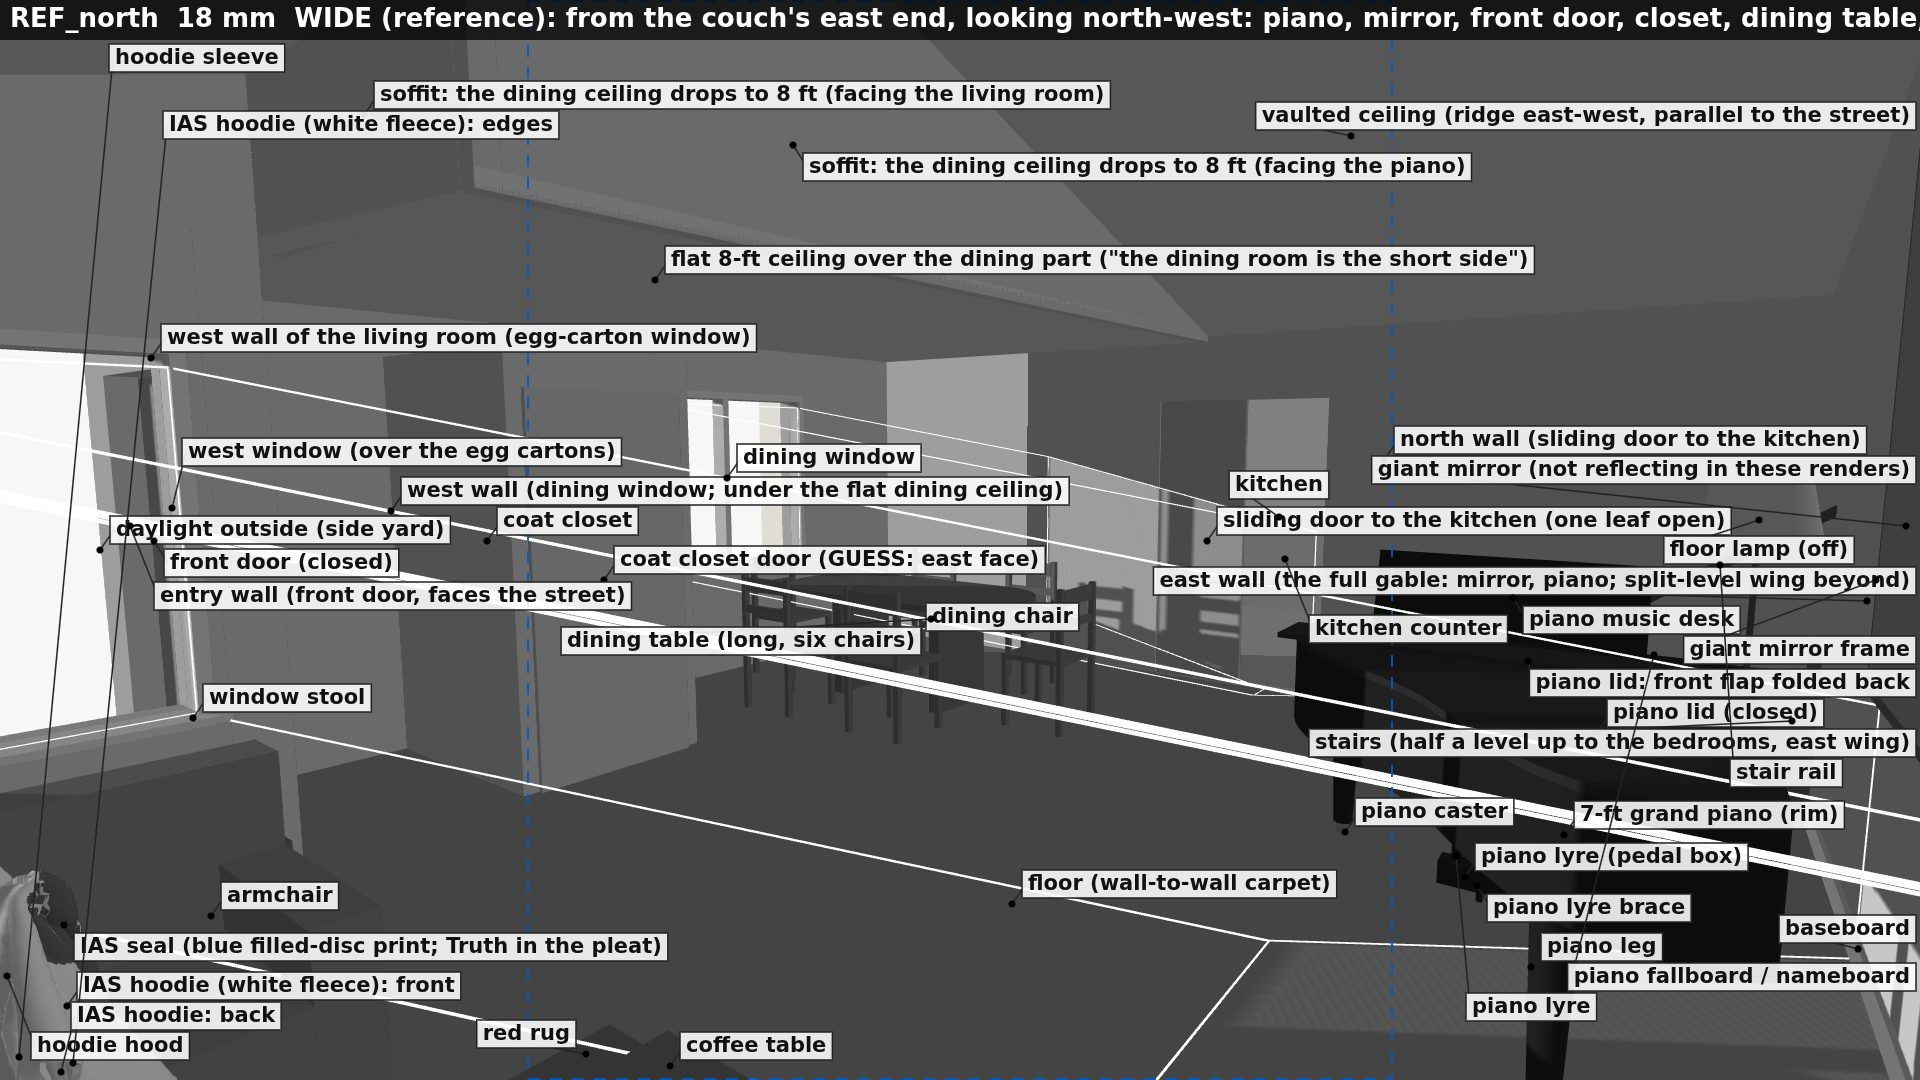 REF_north 18 mm WIDE (reference): from the couch's east end, looking north-west: piano, mirror, front door, closet, dining table,
hoodie sleeve
soffit: the dining ceiling drops to 8 ft (facing the living room)
IAS hoodie (white fleece): edges
vaulted ceiling (ridge east-west, parallel to the street)
soffit: the dining ceiling drops to 8 ft (facing the piano)
flat 8-ft ceiling over the dining part ("the dining room is the short side")
west wall of the living room (egg-carton window)
north wall (sliding door to the kitchen)
west window (over the egg cartons)
dining window
giant mirror (not reflecting in these renders)
kitchen
west wall (dining window; under the flat dining ceiling)
coat closet
sliding door to the kitchen (one leaf open)
daylight outside (side yard)
floor lamp (off)
front door (closed)
coat closet door (GUESS: east face)
east wall (the full gable: mirror, piano; split-level wing beyond)
entry wall (front door, faces the street)
dining chair
piano music desk
kitchen counter
dining table (long, six chairs)
giant mirror frame
piano lid: front flap folded back
window stool
piano lid (closed)
stairs (half a level up to the bedrooms, east wing)
stair rail
piano caster
7-ft grand piano (rim)
piano lyre (pedal box)
floor (wall-to-wall carpet)
armchair
piano lyre brace
baseboard
IAS seal (blue filled-disc print; Truth in the pleat)
piano leg
piano fallboard / nameboard
IAS hoodie (white fleece): front
piano lyre
IAS hoodie: back
red rug
hoodie hood
coffee table